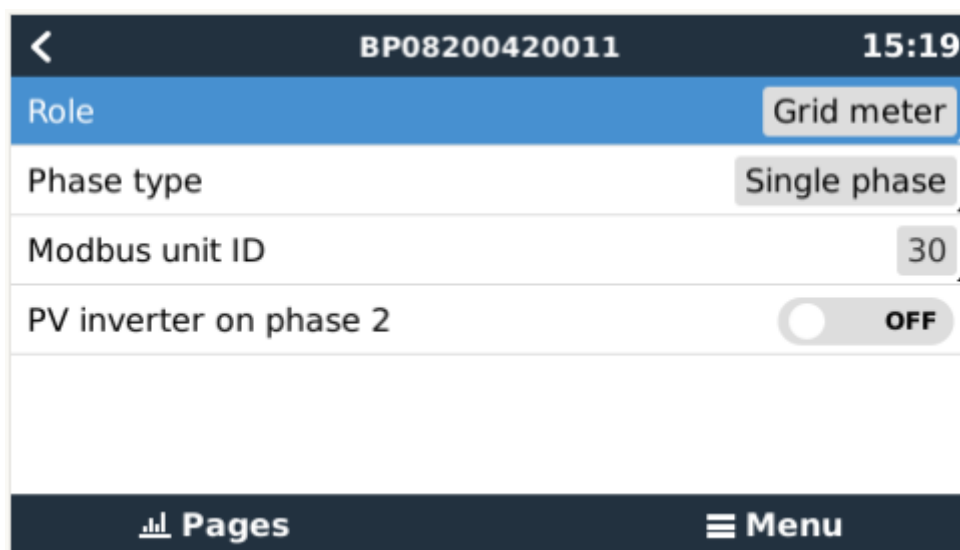 BP08200420011 15:19
Role Grid meter
Phase type Single phase
Modbus unit ID 30
PV inverter on phase 2 OFF
Pages Menu